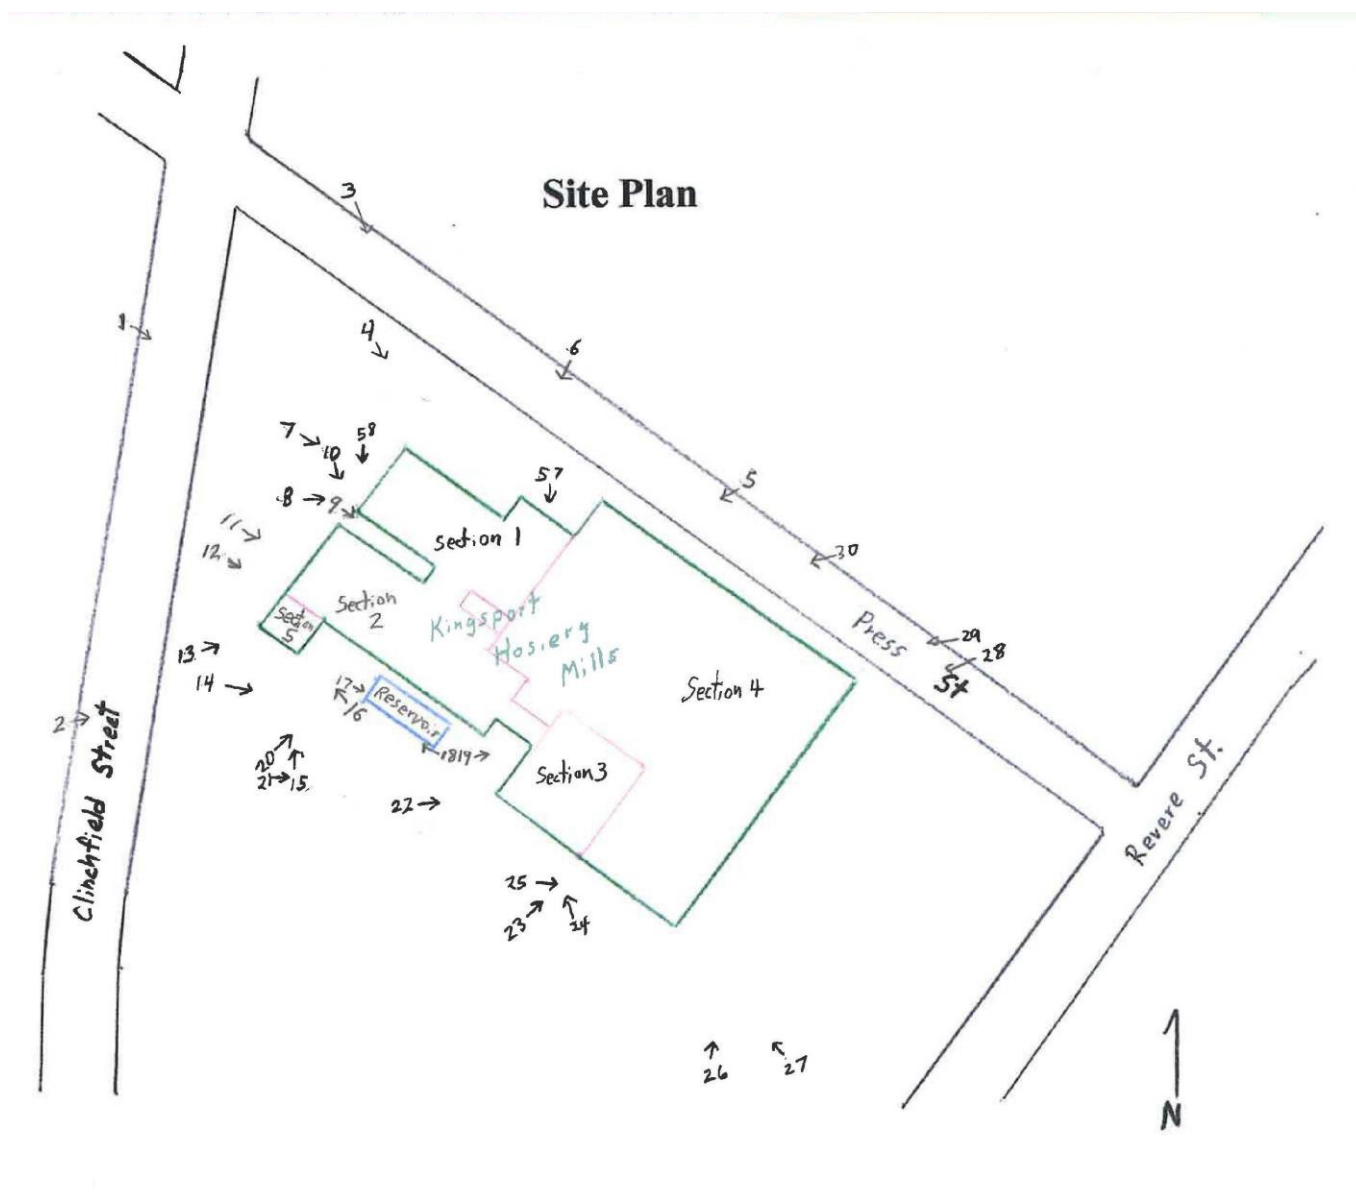 Site Plan
3
1
4
6
7
10
58
57
5
8
9
Section 1
11
12
30
Section
2
Section
5
Kingsport
Hosiery
Mills
Press
St
29
28
13
14
17
16
Reservoir
Section 4
2
Clinchfield Street
18 19
20
21
15
22
Section 3
Revere St.
25
23
24
26
27
N